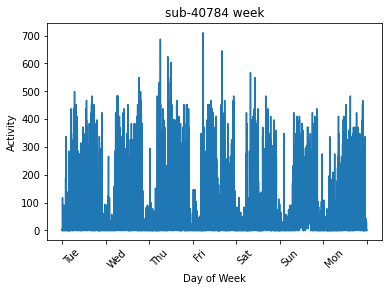 sub-40784 week
700
600
500
400
300
200
100
0
Activity
Tue
Wed
Thu
Fri
Sat
Sun
Mon
Day of Week